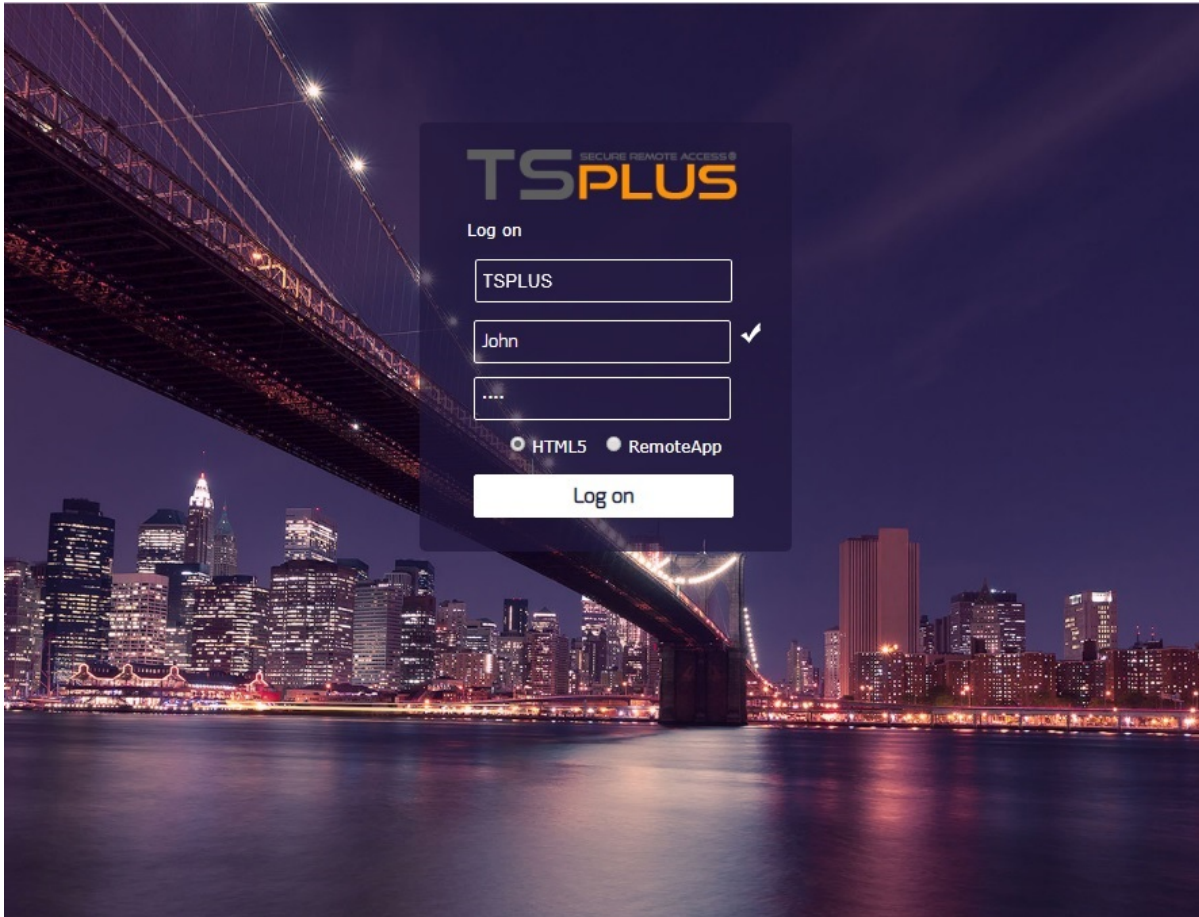 SECURE REMOTE ACCESS®
TSPLUS
Log on
TSPLUS
John
····
HTML5 RemoteApp
Log on